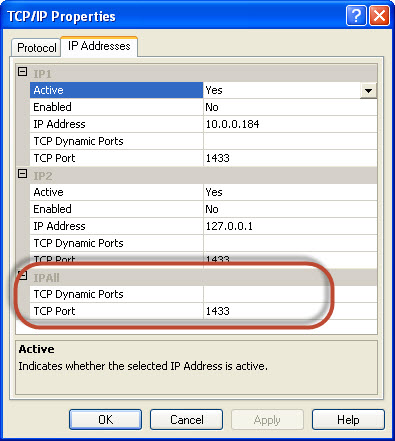 TCP/IP Properties
Protocol IP Addresses
IP1
Active Yes
Enabled No
IP Address 10.0.0.184
TCP Dynamic Ports
TCP Port 1433
IP2
Active Yes
Enabled No
IP Address 127.0.0.1
TCP Dynamic Ports
TCP Port 1433
IPAll
TCP Dynamic Ports
TCP Port 1433
Active
Indicates whether the selected IP Address is active.
OK Cancel Apply Help